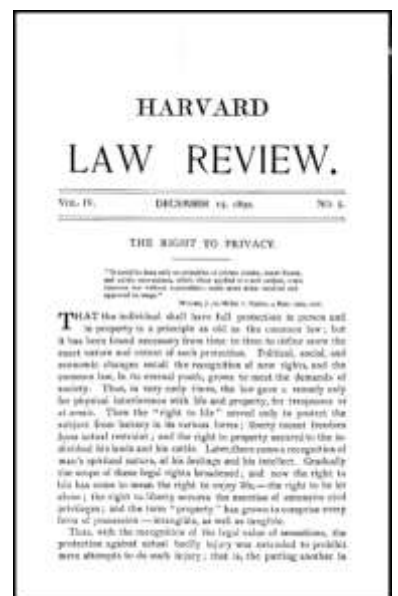 HARVARD
LAW REVIEW.
VOL. IV. DECEMBER 15, 1890. NO. 5.
THE RIGHT TO PRIVACY.
THAT the individual shall have full protection in person and
in property is a principle as old as the common law; but
it has been found necessary from time to time to define anew the
exact nature and extent of such protection. Political, social, and
economic changes entail the recognition of new rights, and the
common law, in its eternal youth, grows to meet the demands of
society. Thus, in very early times, the law gave a remedy only
for physical interference with life and property, for trespasses vi
et armis. Then the "right to life" served only to protect the
subject from battery in its various forms; liberty meant freedom
from actual restraint; and the right to property secured to the in-
dividual his lands and his cattle. Later, there came a recognition of
man's spiritual nature, of his feelings and his intellect. Gradually
the scope of these legal rights broadened; and now the right to
life has come to mean the right to enjoy life,—the right to be let
alone; the right to liberty secures the exercise of extensive civil
privileges; and the term "property" has grown to comprise every
form of possession—intangible, as well as tangible.
Thus, with the recognition of the legal value of sensations, the
protection against actual bodily injury was extended to prohibit
mere attempts to do such injury; that is, the putting another in